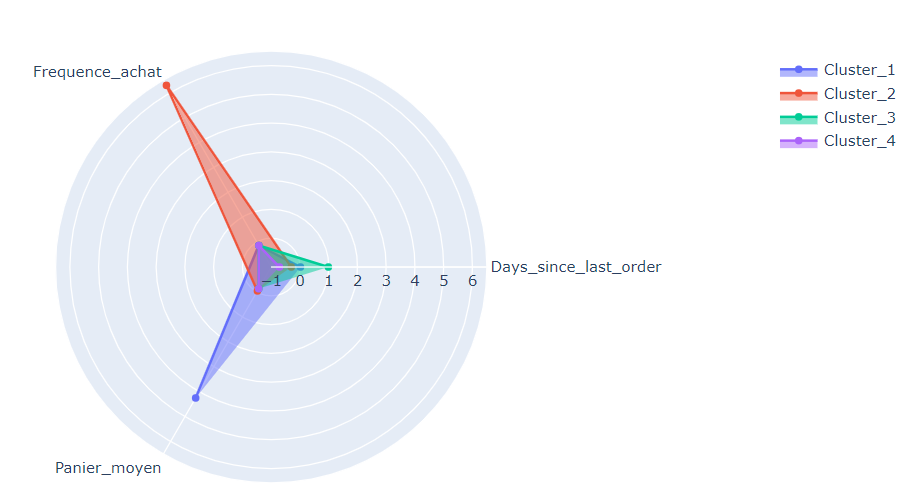 Frequence_achat
Cluster_1
Cluster_2
Cluster_3
Cluster_4
Days_since_last_order
−1 0 1 2 3 4 5 6
Panier_moyen